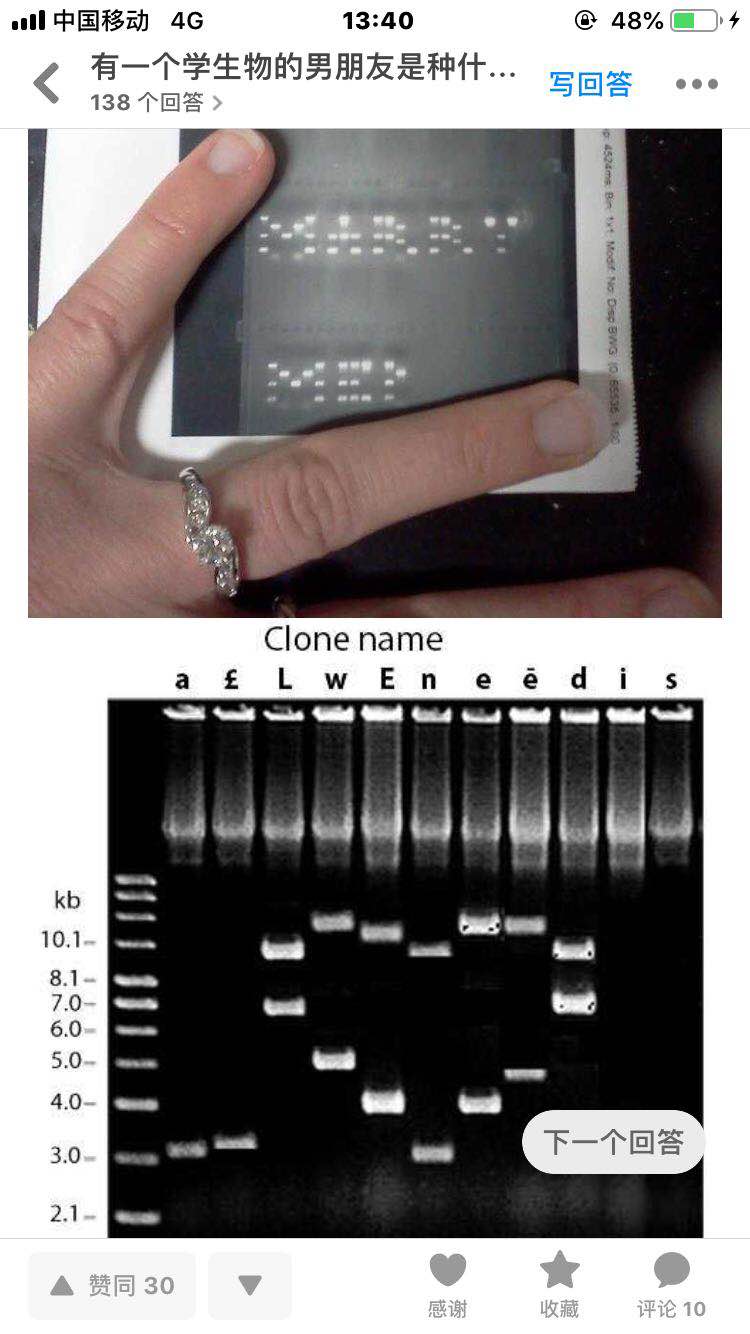 中国移动 4G 13:40 48%
有一个学生物的男朋友是种什...
138 个回答
写回答
p: 4524ms; Bin: 1x1 Modif: No; Disp BWG: IG: 65535, 1.00
Clone name
a £ L w E n e ē d i s
kb
10.1
8.1
7.0
6.0
5.0
4.0
3.0
2.1
下一个回答
赞同 30
感谢
收藏
评论 10